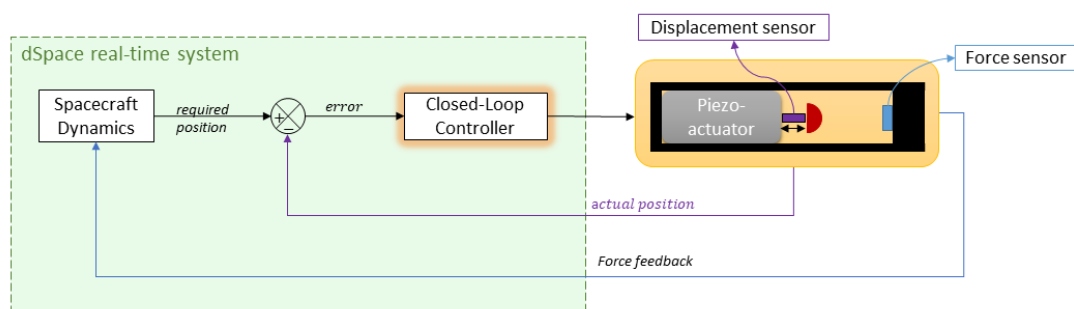 Displacement sensor
dSpace real-time system
Force sensor
Spacecraft
Dynamics
required
position
+
−
error
Closed-Loop
Controller
Piezo-
actuator
actual position
Force feedback